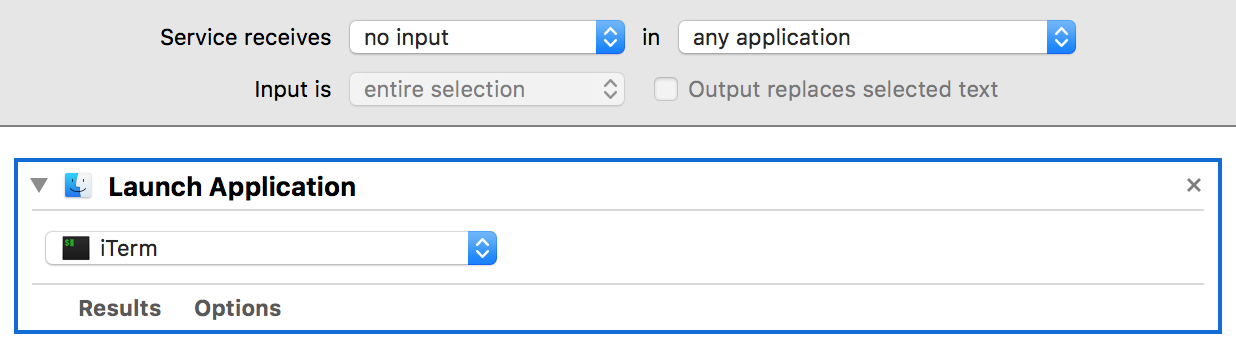 Service receives no input in any application
Input is entire selection Output replaces selected text
Launch Application
iTerm
Results Options